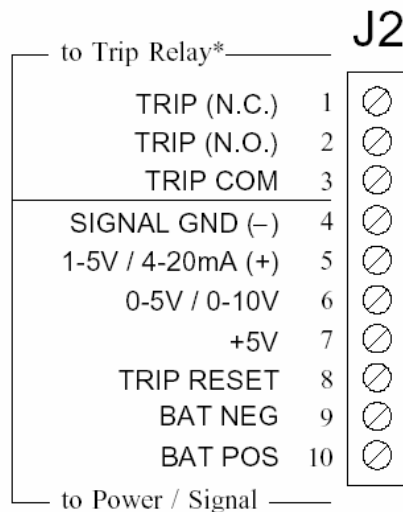 J2
to Trip Relay*
TRIP (N.C.) 1
TRIP (N.O.) 2
TRIP COM 3
SIGNAL GND (–) 4
1-5V / 4-20mA (+) 5
0-5V / 0-10V 6
+5V 7
TRIP RESET 8
BAT NEG 9
BAT POS 10
to Power / Signal